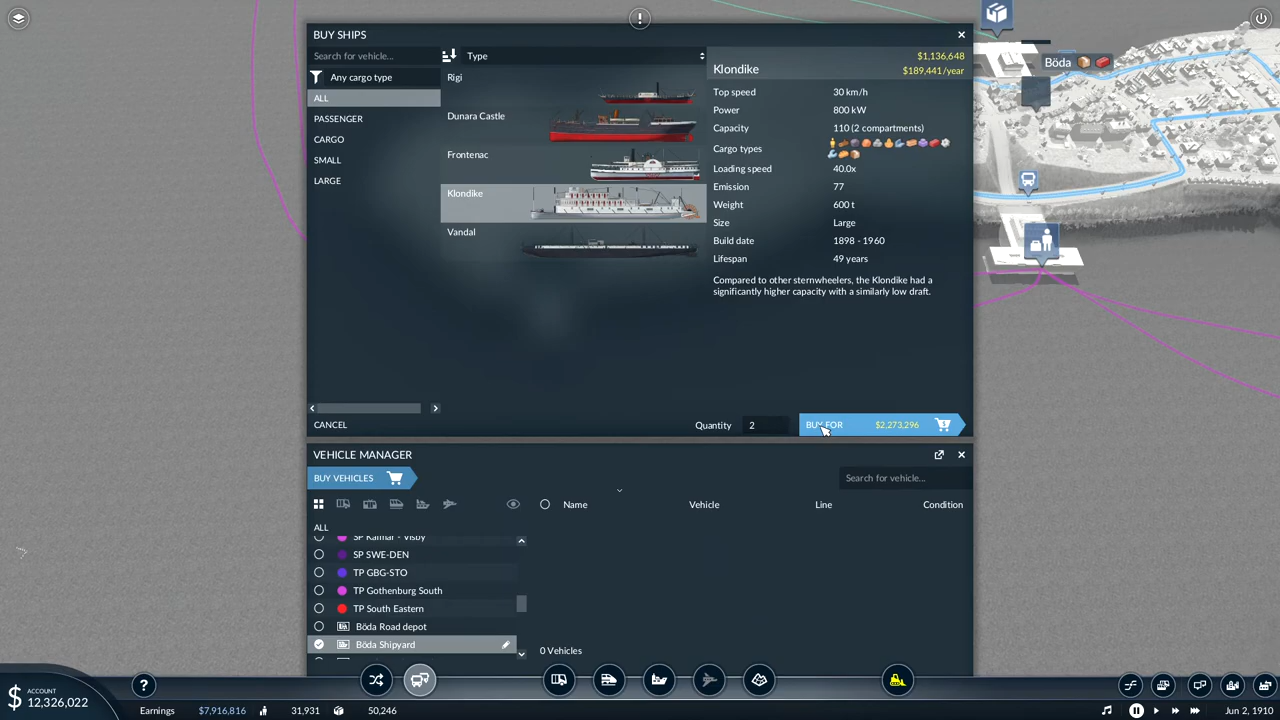 BUY SHIPS
Search for vehicle...
Type
Any cargo type
ALL
PASSENGER
CARGO
SMALL
LARGE
Rigi
Dunara Castle
Frontenac
Klondike
Vandal
$1,136,648
Klondike
$189,441/year
Top speed 30 km/h
Power 800 kW
Capacity 110 (2 compartments)
Cargo types
Loading speed 40.0x
Emission 77
Weight 600 t
Size Large
Build date 1898 - 1960
Lifespan 49 years
Compared to other sternwheelers, the Klondike had a
significantly higher capacity with a similarly low draft.
CANCEL
Quantity 2
BUY FOR $2,273,296
Böda
VEHICLE MANAGER
BUY VEHICLES
Search for vehicle...
Name Vehicle Line Condition
ALL
SP Kalmar - Visby
SP SWE-DEN
TP GBG-STO
TP Gothenburg South
TP South Eastern
Böda Road depot
Böda Shipyard
0 Vehicles
$ ACCOUNT
12,326,022
?
Earnings $7,916,816 31,931 50,246
Jun 2, 1910